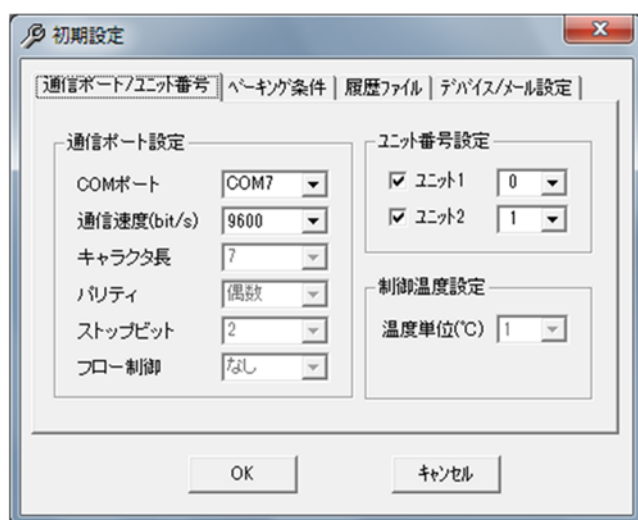 初期設定
通信ポート/ユニット番号 ベーキング条件 履歴ファイル デバイス/メール設定
通信ポート設定
COMポート COM7
通信速度(bit/s) 9600
キャラクタ長 7
パリティ 偶数
ストップビット 2
フロー制御 なし
ユニット番号設定
ユニット1 0
ユニット2 1
制御温度設定
温度単位(℃) 1
OK キャンセル